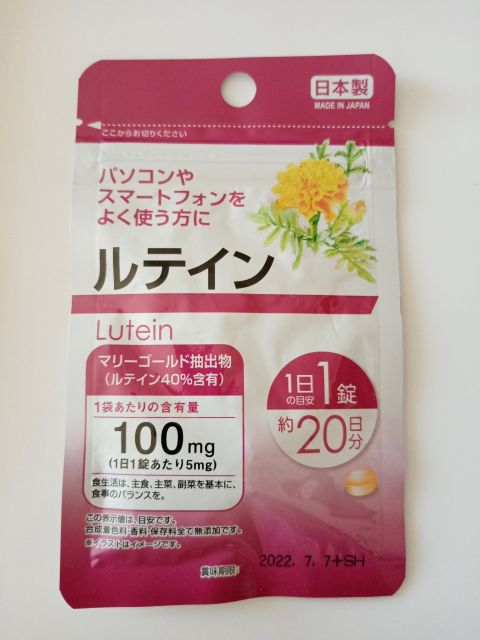 日本製
MADE IN JAPAN
ここからお切りください
パソコンや
スマートフォンを
よく使う方に
ルテイン
Lutein
マリーゴールド抽出物
(ルテイン40%含有)
1袋あたりの含有量
100mg
(1日1錠あたり5mg)
1日の目安1錠
約20日分
食生活は、主食、主菜、副菜を基本に、
食事のバランスを。
この表示値は、目安です。
合成着色料・香料・保存料全て無添加です。
※イラストはイメージです。
賞味期限: 2022. 7. 7+SH